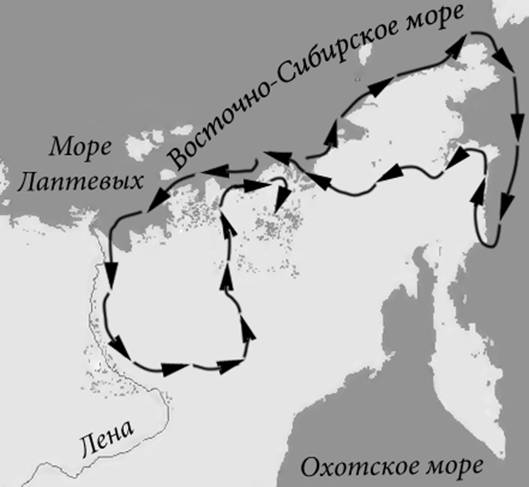 Восточно-Сибирское море
Море
Лаптевых
Лена
Охотское море